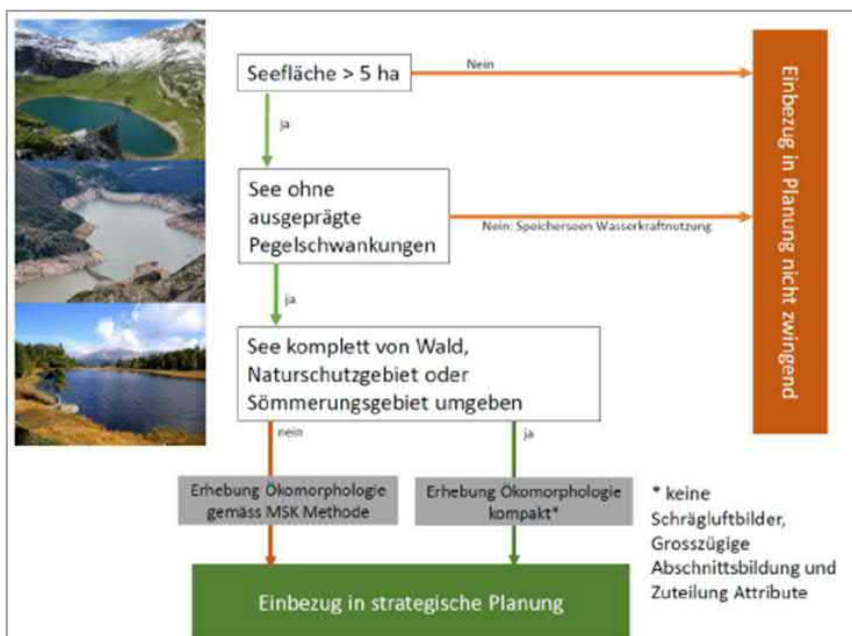 Seefläche > 5 ha
Nein
ja
See ohne
ausgeprägte
Pegelschwankungen
Nein: Speicherseen Wasserkraftnutzung
ja
See komplett von Wald,
Naturschutzgebiet oder
Sömmerungsgebiet umgeben
nein
ja
Erhebung Ökomorphologie
gemäss MSK Methode
Erhebung Ökomorphologie
kompakt*
Einbezug in strategische Planung
Einbezug in Planung nicht zwingend
* keine
Schrägluftbilder,
Grosszügige
Abschnittsbildung und
Zuteilung Attribute